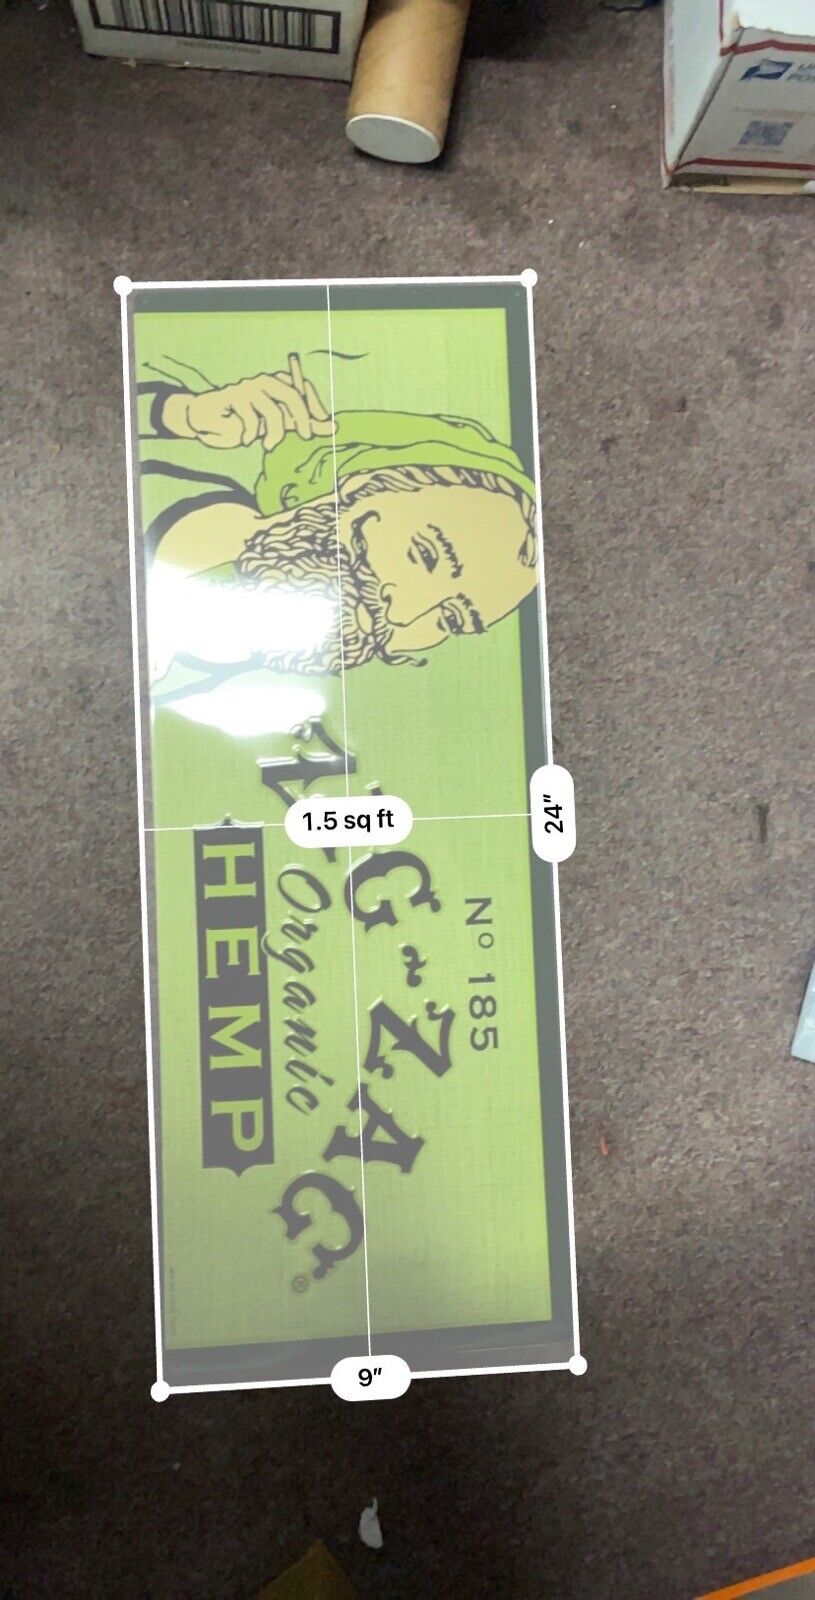 Nº 185
ZIG-ZAG®
Organic
HEMP
1.5 sq ft
24″
9″